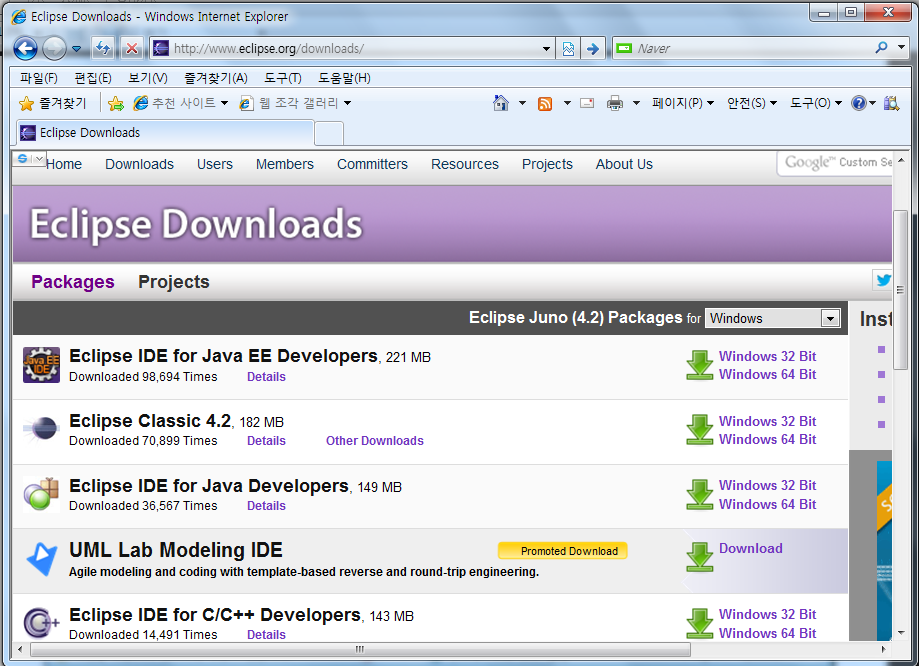 Eclipse Downloads - Windows Internet Explorer
http://www.eclipse.org/downloads/
Naver
파일(F) 편집(E) 보기(V) 즐겨찾기(A) 도구(T) 도움말(H)
즐겨찾기 추천 사이트 웹 조각 갤러리 페이지(P) 안전(S) 도구(O)
Eclipse Downloads
Home Downloads Users Members Committers Resources Projects About Us Google™ Custom Se
Eclipse Downloads
Packages Projects
Eclipse Juno (4.2) Packages for Windows
Inst
Java EE IDE
Eclipse IDE for Java EE Developers, 221 MB
Downloaded 98,694 Times Details
Windows 32 Bit
Windows 64 Bit
Eclipse Classic 4.2, 182 MB
Downloaded 70,899 Times Details Other Downloads
Windows 32 Bit
Windows 64 Bit
Eclipse IDE for Java Developers, 149 MB
Downloaded 36,567 Times Details
Windows 32 Bit
Windows 64 Bit
UML Lab Modeling IDE Promoted Download Download
Agile modeling and coding with template-based reverse and round-trip engineering.
Eclipse IDE for C/C++ Developers, 143 MB
Downloaded 14,491 Times Details
Windows 32 Bit
Windows 64 Bit